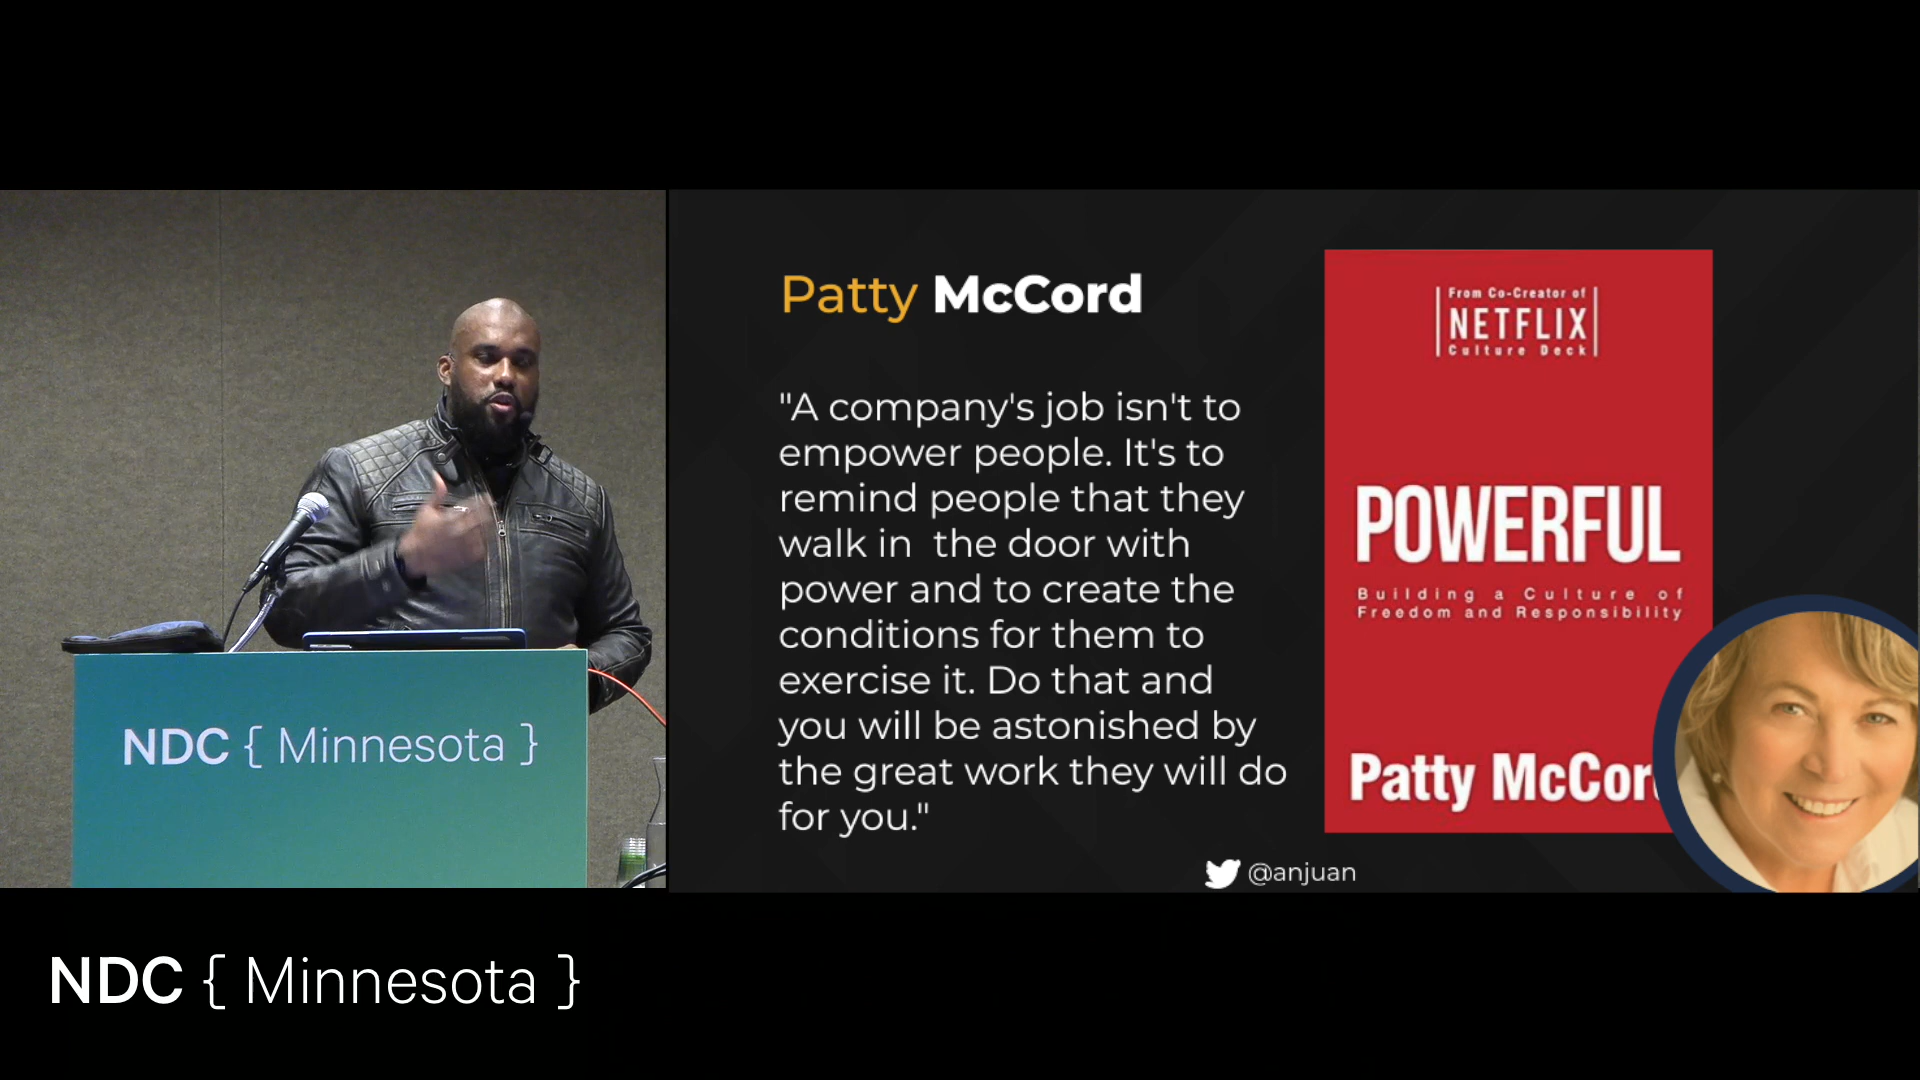 Patty McCord
"A company's job isn't to
empower people. It's to
remind people that they
walk in  the door with
power and to create the
conditions for them to
exercise it. Do that and
you will be astonished by
the great work they will do
for you."
From Co-Creator of
NETFLIX
Culture Deck
POWERFUL
Building a Culture of
Freedom and Responsibility
Patty McCor
@anjuan
NDC { Minnesota }
NDC { Minnesota }